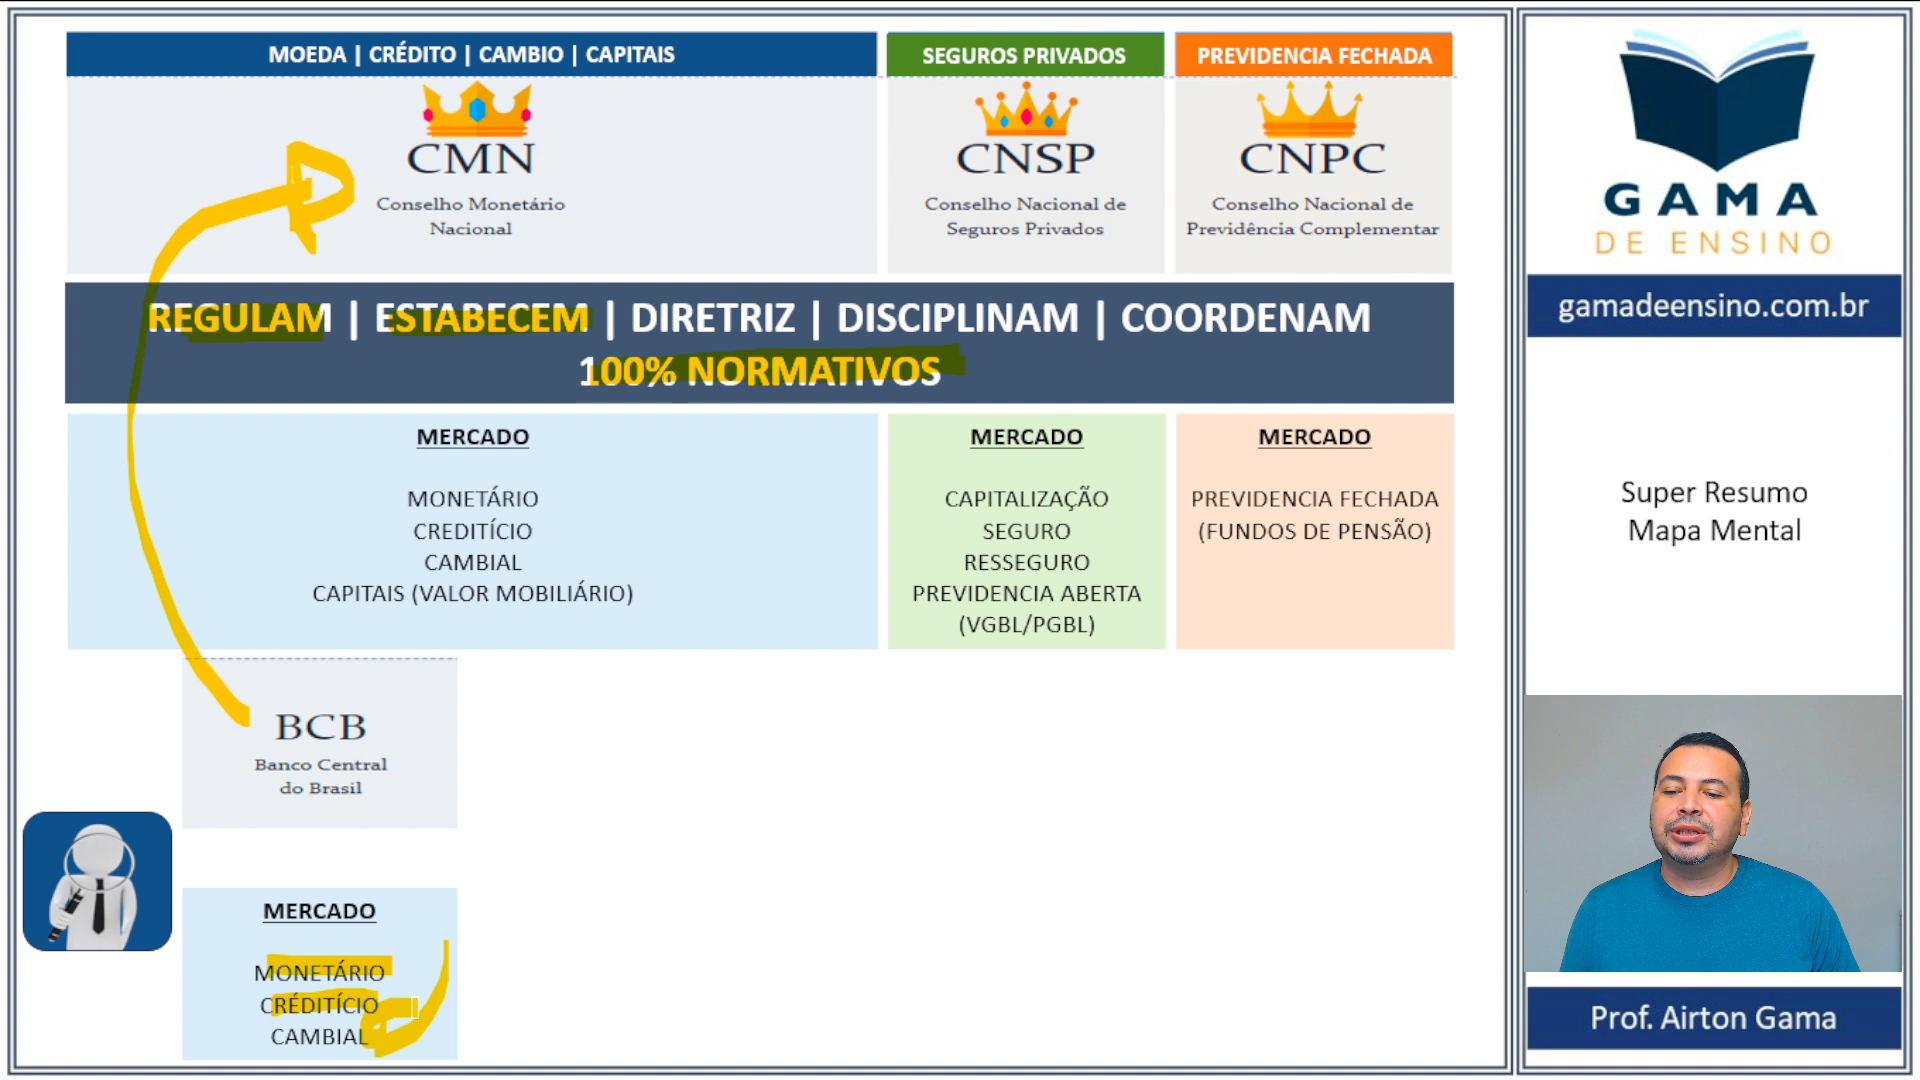 MOEDA | CRÉDITO | CAMBIO | CAPITAIS
SEGUROS PRIVADOS
PREVIDENCIA FECHADA
CMN
Conselho Monetário
Nacional
CNSP
Conselho Nacional de
Seguros Privados
CNPC
Conselho Nacional de
Previdência Complementar
REGULAM | ESTABECEM | DIRETRIZ | DISCIPLINAM | COORDENAM
100% NORMATIVOS
MERCADO
MONETÁRIO
CREDITÍCIO
CAMBIAL
CAPITAIS (VALOR MOBILIÁRIO)
MERCADO
CAPITALIZAÇÃO
SEGURO
RESSEGURO
PREVIDENCIA ABERTA
(VGBL/PGBL)
MERCADO
PREVIDENCIA FECHADA
(FUNDOS DE PENSÃO)
BCB
Banco Central
do Brasil
MERCADO
MONETÁRIO
CRÉDITÍCIO
CAMBIAL
GAMA
DE ENSINO
gamadeensino.com.br
Super Resumo
Mapa Mental
Prof. Airton Gama